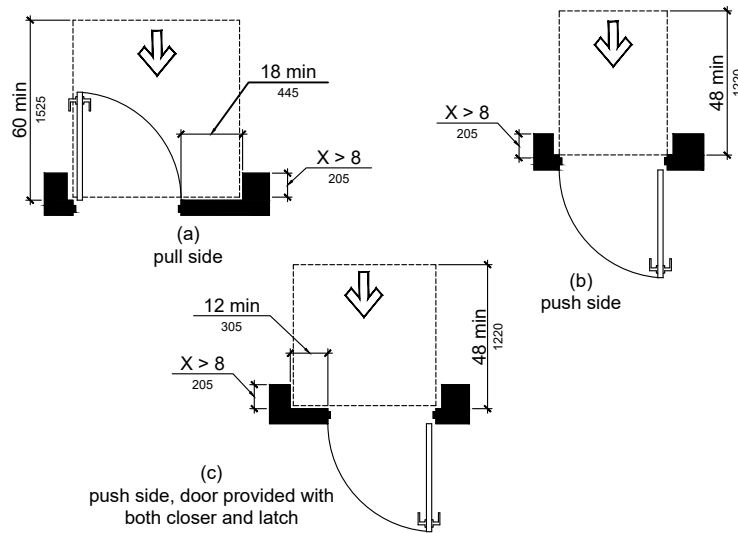 60 min
1525
18 min
445
X > 8
205
(a)
pull side
X > 8
205
48 min
1220
(b)
push side
12 min
305
X > 8
205
48 min
1220
(c)
push side, door provided with
both closer and latch